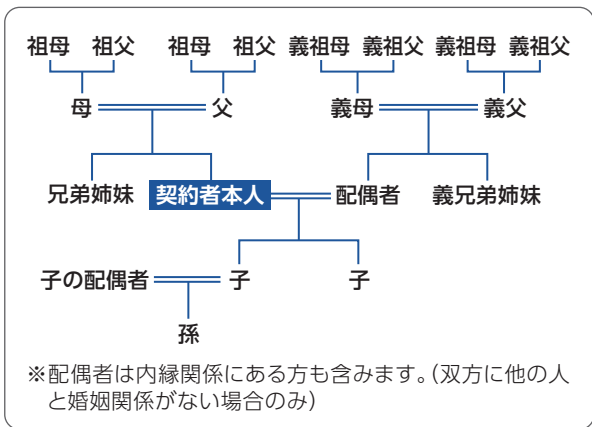 祖母 祖父 祖母 祖父 義祖母 義祖父 義祖母 義祖父
母 父 義母 義父
兄弟姉妹 契約者本人 配偶者 義兄弟姉妹
子の配偶者 子 子
孫
※配偶者は内縁関係にある方も含みます。(双方に他の人
と婚姻関係がない場合のみ)